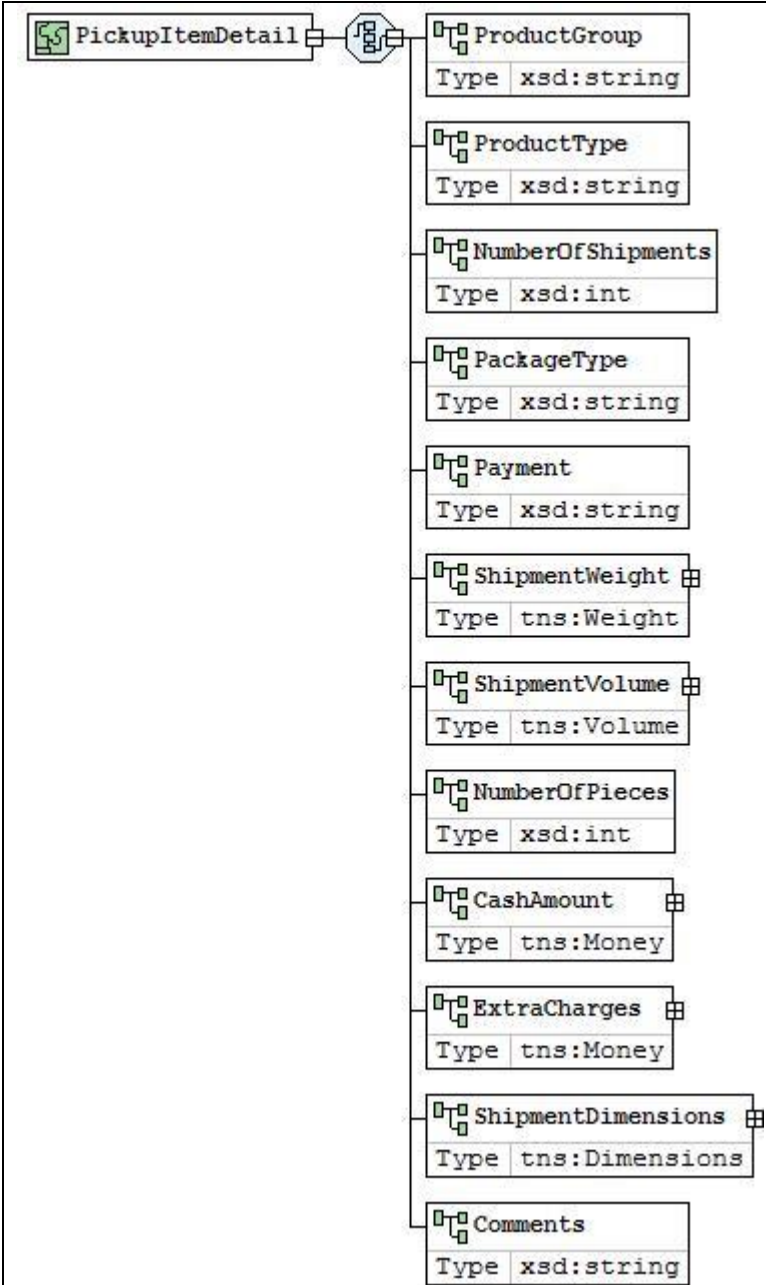 PickupItemDetail
ProductGroup
Type xsd:string
ProductType
Type xsd:string
NumberOfShipments
Type xsd:int
PackageType
Type xsd:string
Payment
Type xsd:string
ShipmentWeight
Type tns:Weight
ShipmentVolume
Type tns:Volume
NumberOfPieces
Type xsd:int
CashAmount
Type tns:Money
ExtraCharges
Type tns:Money
ShipmentDimensions
Type tns:Dimensions
Comments
Type xsd:string